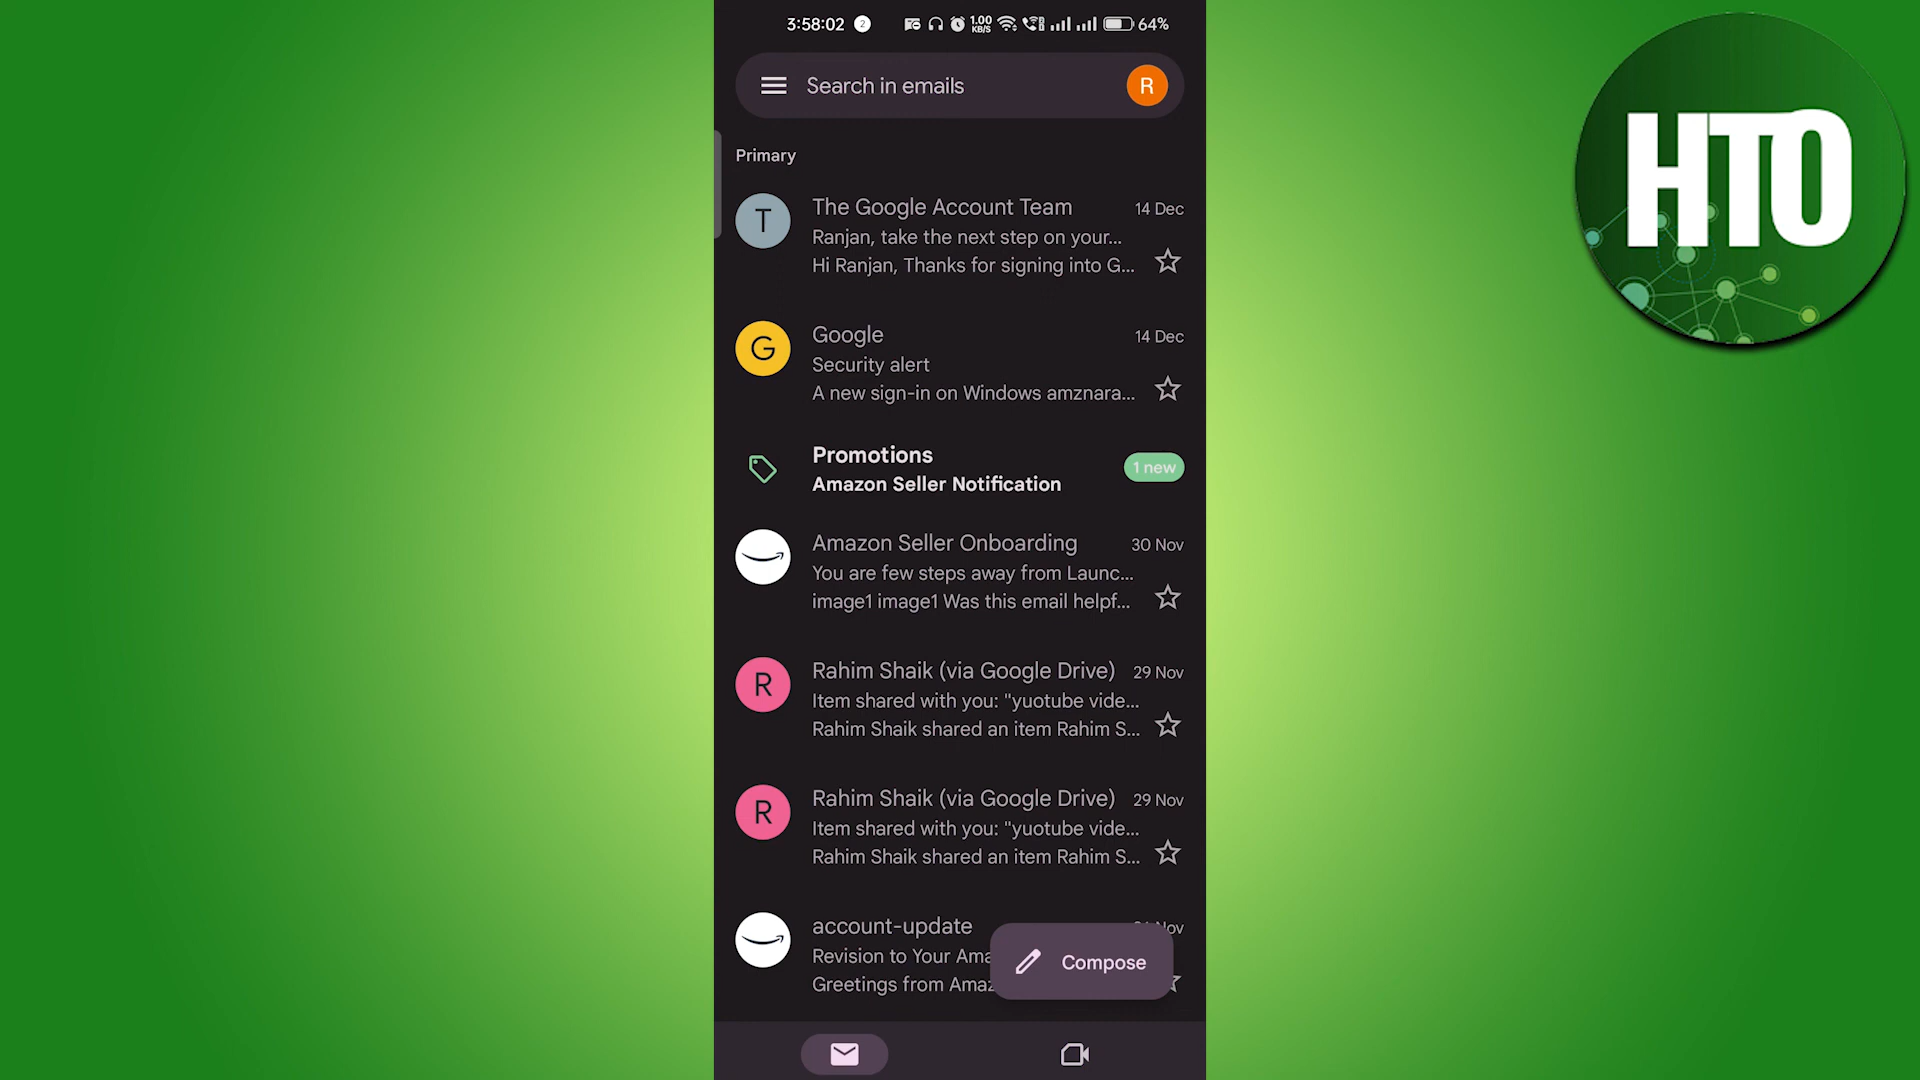 3:58:02 2 1.00 KB/S 64%
Search in emails R
Primary
T The Google Account Team 14 Dec
Ranjan, take the next step on your...
Hi Ranjan, Thanks for signing into G...
G Google 14 Dec
Security alert
A new sign-in on Windows amznara...
Promotions 1 new
Amazon Seller Notification
Amazon Seller Onboarding 30 Nov
You are few steps away from Launc...
image1 image1 Was this email helpf...
R Rahim Shaik (via Google Drive) 29 Nov
Item shared with you: "yuotube vide...
Rahim Shaik shared an item Rahim S...
R Rahim Shaik (via Google Drive) 29 Nov
Item shared with you: "yuotube vide...
Rahim Shaik shared an item Rahim S...
account-update Nov
Revision to Your Ama
Greetings from Amaz
Compose
HTO